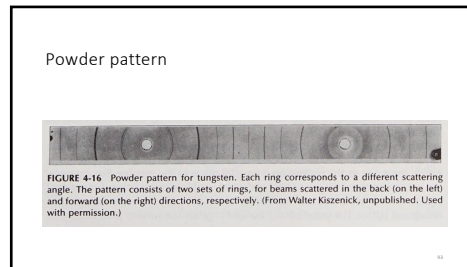 Powder pattern
FIGURE 4-16 Powder pattern for tungsten. Each ring corresponds to a different scattering
angle. The pattern consists of two sets of rings, for beams scattered in the back (on the left)
and forward (on the right) directions, respectively. (From Walter Kiszenick, unpublished. Used
with permission.)
63